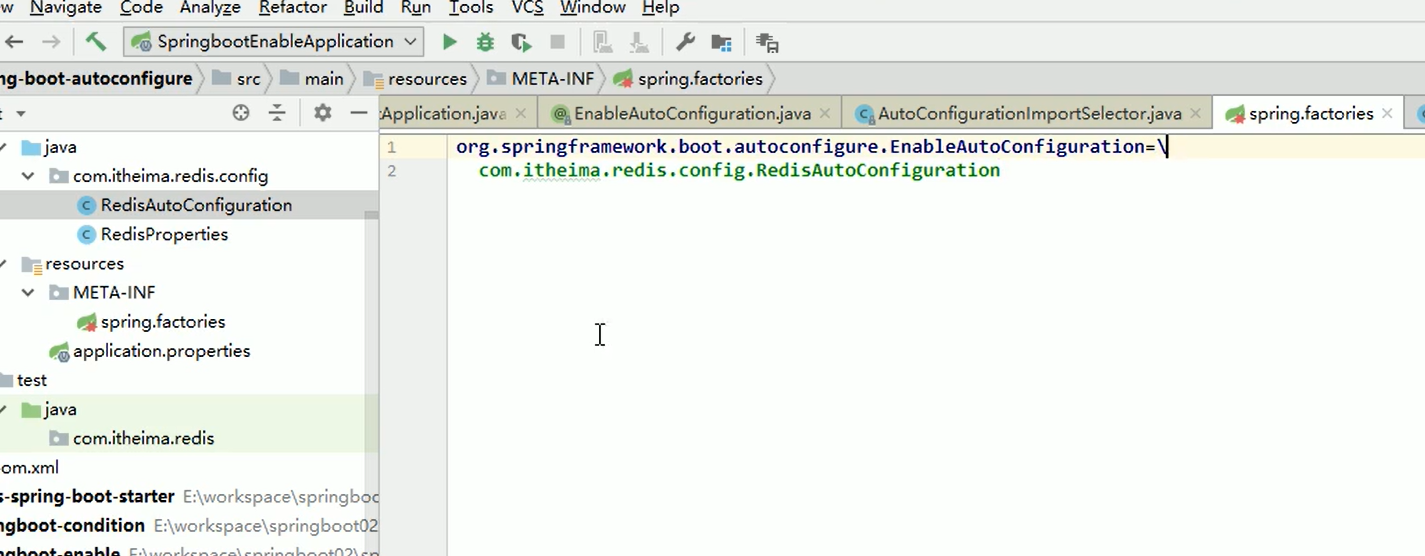 w Navigate Code Analyze Refactor Build Run Tools VCS Window Help
SpringbootEnableApplication
ng-boot-autoconfigure src main resources META-INF spring.factories
Application.java EnableAutoConfiguration.java AutoConfigurationImportSelector.java spring.factories
java
com.itheima.redis.config
RedisAutoConfiguration
RedisProperties
resources
META-INF
spring.factories
application.properties
test
java
com.itheima.redis
om.xml
s-spring-boot-starter E:\workspace\springboo
ngboot-condition E:\workspace\springboot02
ngboot-enable E:\workspace\springboot02\sp
1 org.springframework.boot.autoconfigure.EnableAutoConfiguration=\
2 com.itheima.redis.config.RedisAutoConfiguration